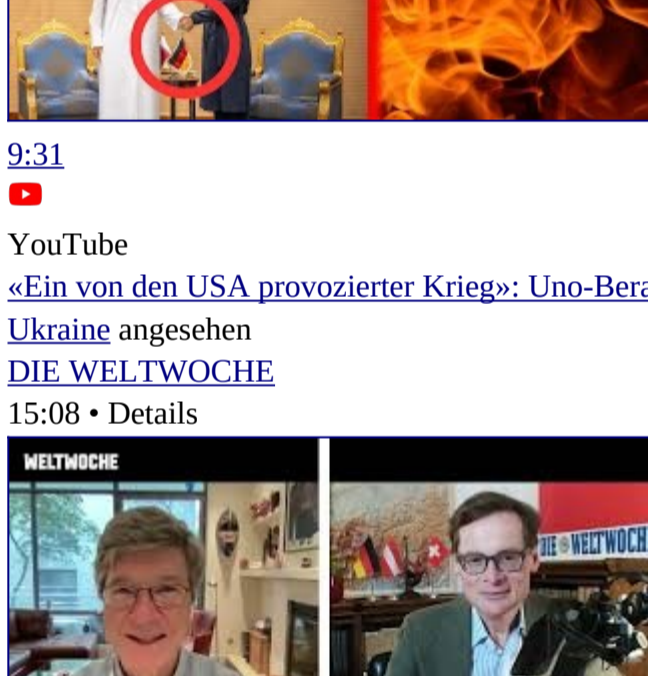 9:31
YouTube
«Ein von den USA provozierter Krieg»: Uno-Bera
Ukraine angesehen
DIE WELTWOCHE
15:08 • Details
WELTWOCHE
DIE WELTWOCH